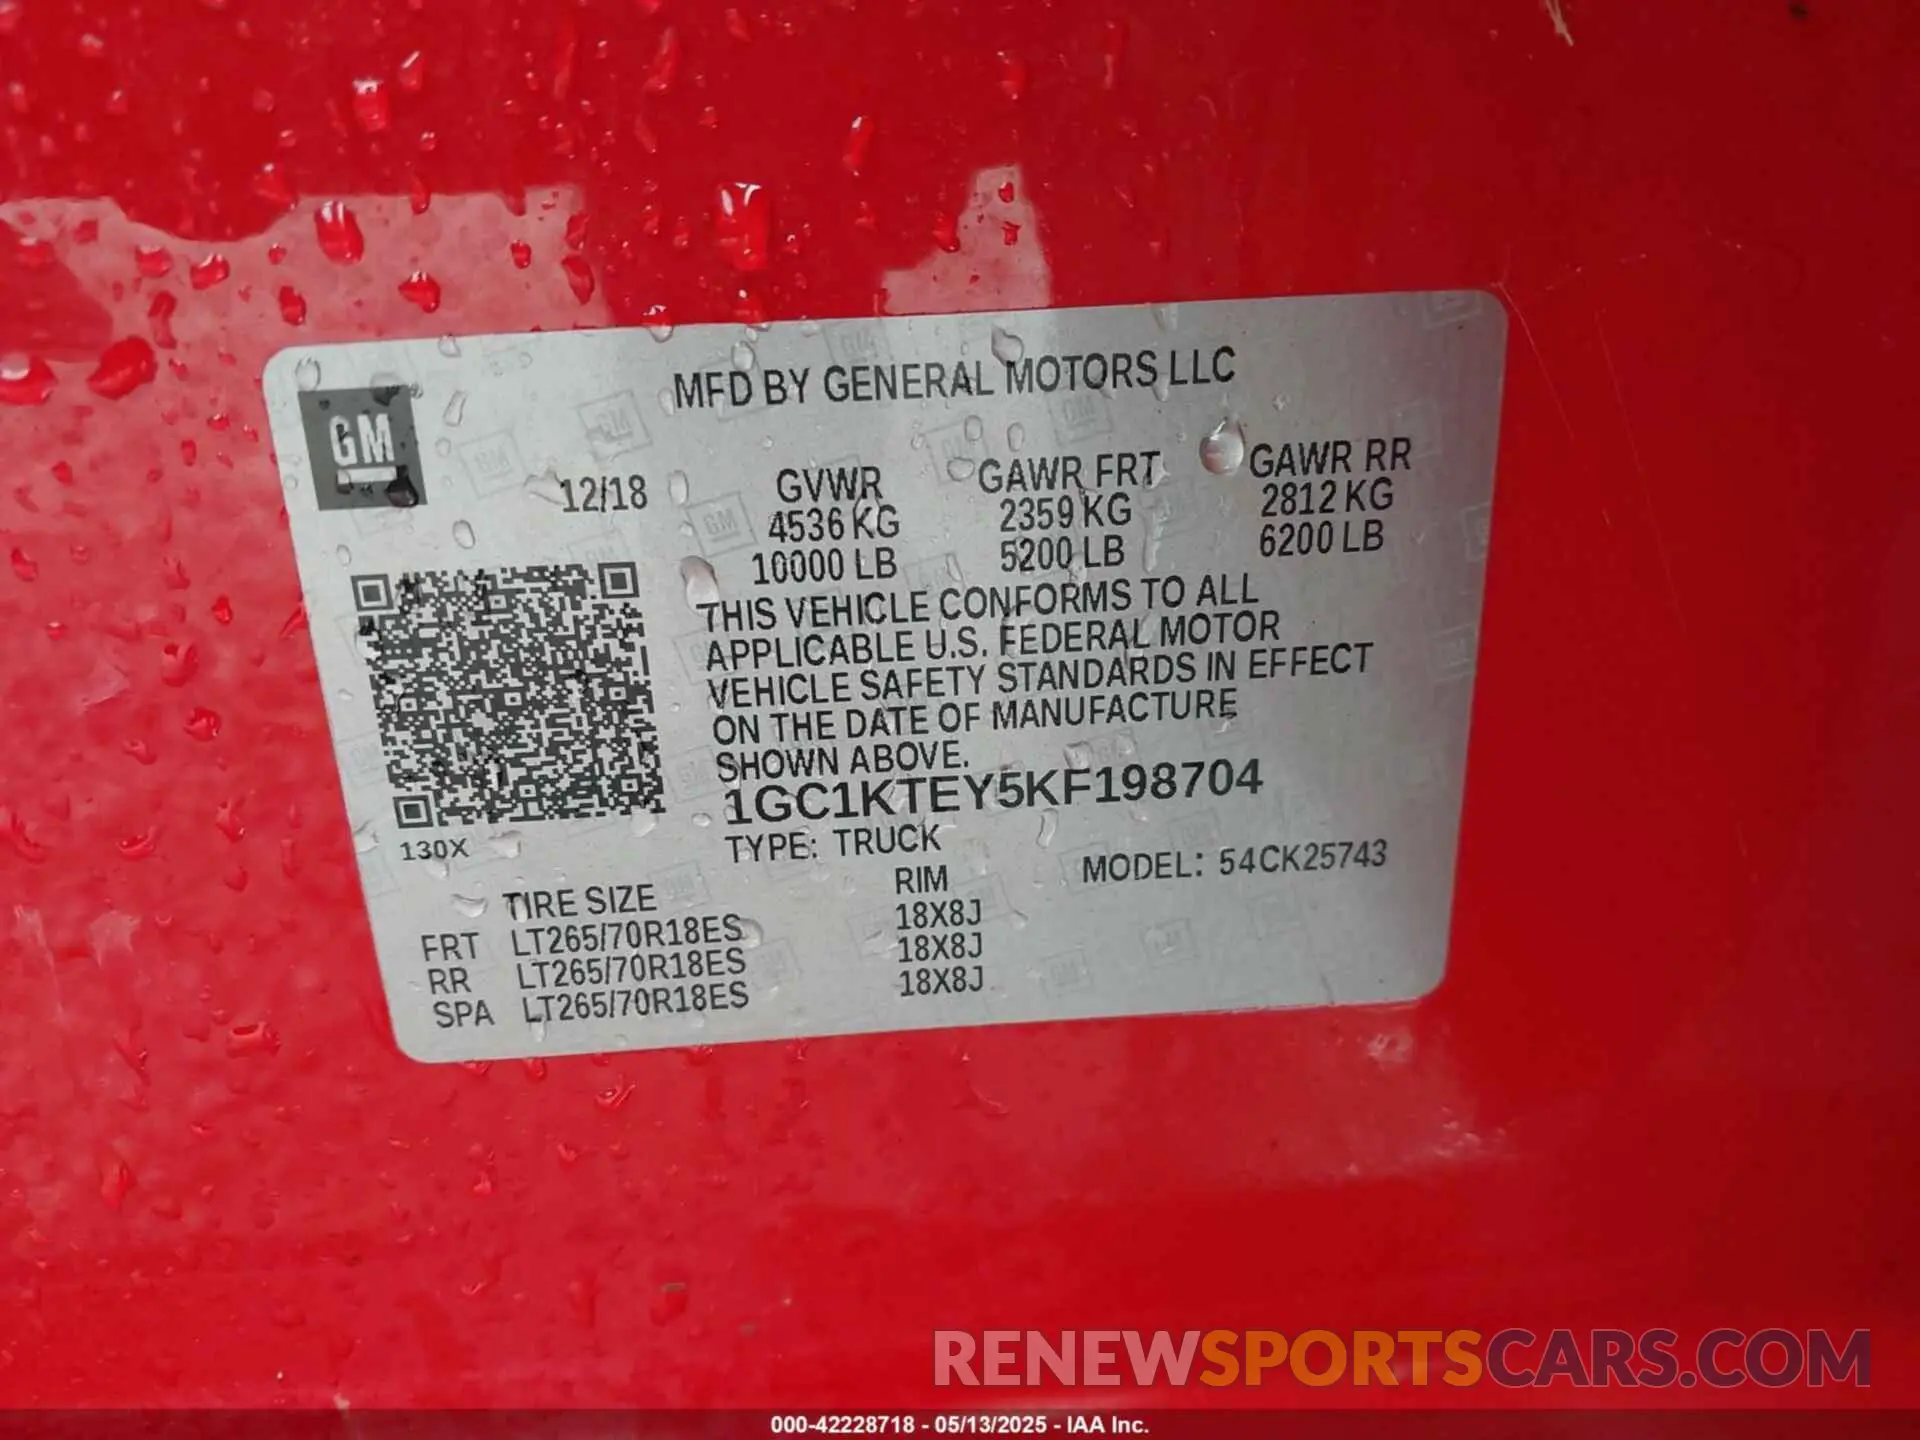 MFD BY GENERAL MOTORS LLC
GM
12/18
GVWR GAWR FRT GAWR RR
4536 KG 2359 KG 2812 KG
10000 LB 5200 LB 6200 LB
THIS VEHICLE CONFORMS TO ALL
APPLICABLE U.S. FEDERAL MOTOR
VEHICLE SAFETY STANDARDS IN EFFECT
ON THE DATE OF MANUFACTURE
SHOWN ABOVE.
1GC1KTEY5KF198704
130X
TYPE: TRUCK
MODEL: 54CK25743
TIRE SIZE RIM
FRT LT265/70R18ES 18X8J
RR LT265/70R18ES 18X8J
SPA LT265/70R18ES 18X8J
RENEWSPORTSCARS.COM
000-42228718 - 05/13/2025 - IAA Inc.